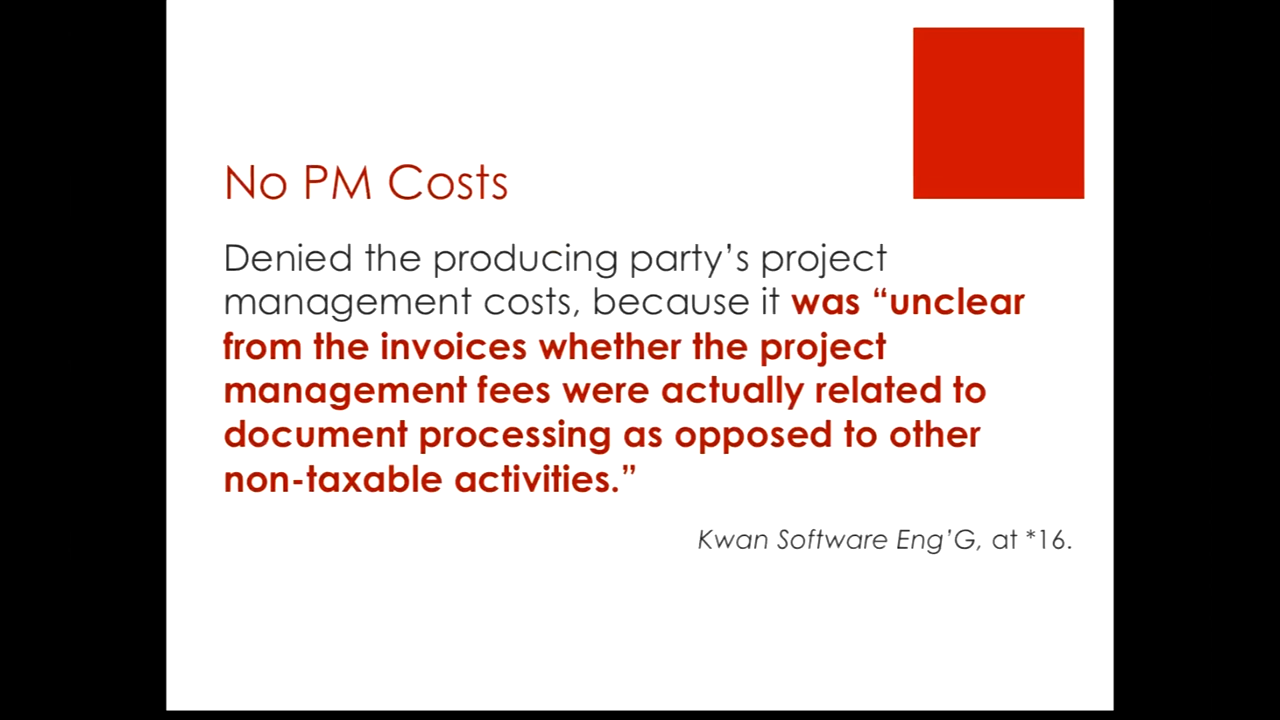 No PM Costs
Denied the producing party’s project
management costs, because it was “unclear
from the invoices whether the project
management fees were actually related to
document processing as opposed to other
non-taxable activities.”
Kwan Software Eng’G, at *16.